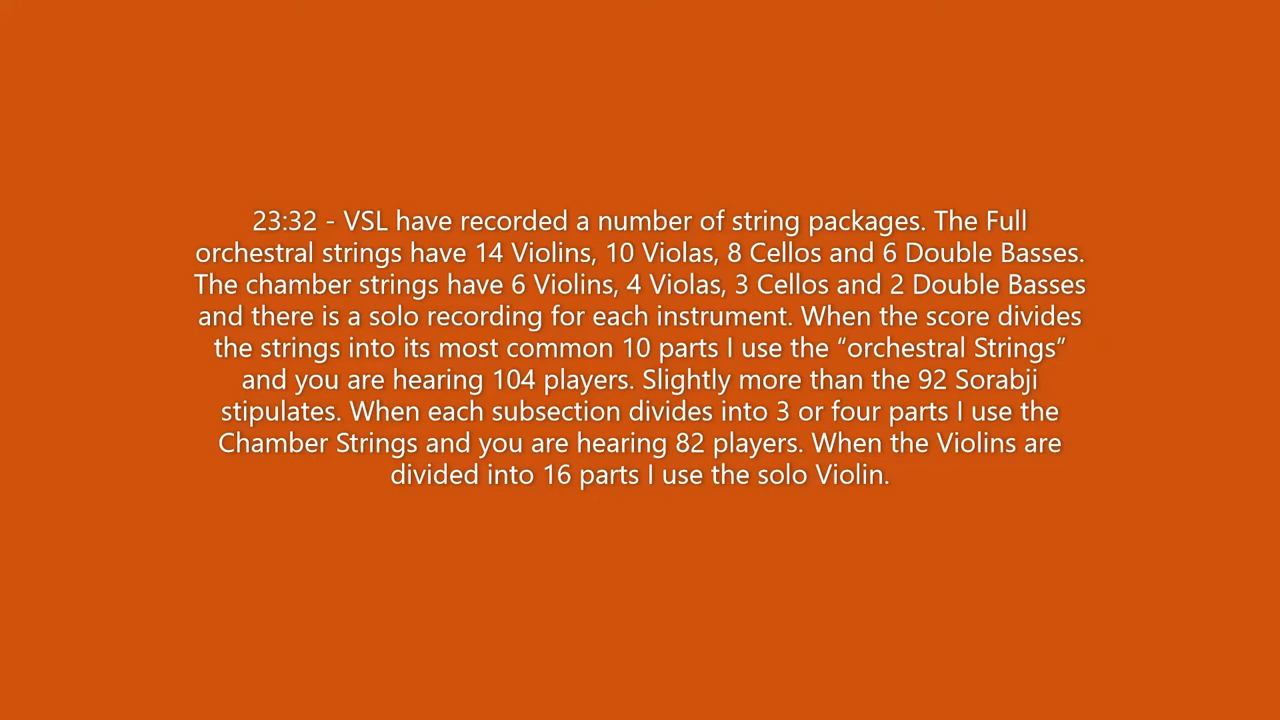 23:32 - VSL have recorded a number of string packages. The Full
orchestral strings have 14 Violins, 10 Violas, 8 Cellos and 6 Double Basses.
The chamber strings have 6 Violins, 4 Violas, 3 Cellos and 2 Double Basses
and there is a solo recording for each instrument. When the score divides
the strings into its most common 10 parts I use the “orchestral Strings”
and you are hearing 104 players. Slightly more than the 92 Sorabji
stipulates. When each subsection divides into 3 or four parts I use the
Chamber Strings and you are hearing 82 players. When the Violins are
divided into 16 parts I use the solo Violin.